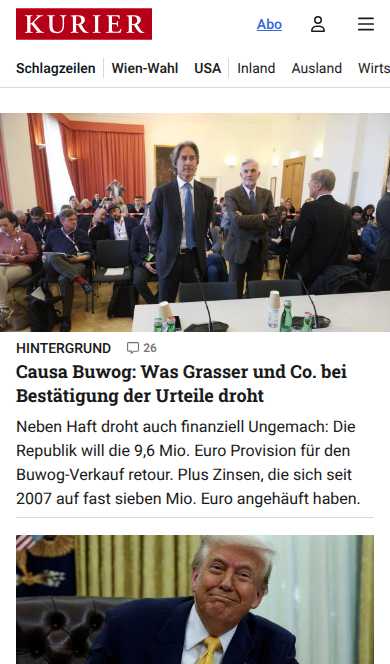 KURIER
Abo
Schlagzeilen
Wien-Wahl
USA
Inland
Ausland
Wirts
HINTERGRUND
26
Causa Buwog: Was Grasser und Co. bei
Bestätigung der Urteile droht
Neben Haft droht auch finanziell Ungemach: Die
Republik will die 9,6 Mio. Euro Provision für den
Buwog-Verkauf retour. Plus Zinsen, die sich seit
2007 auf fast sieben Mio. Euro angehäuft haben.